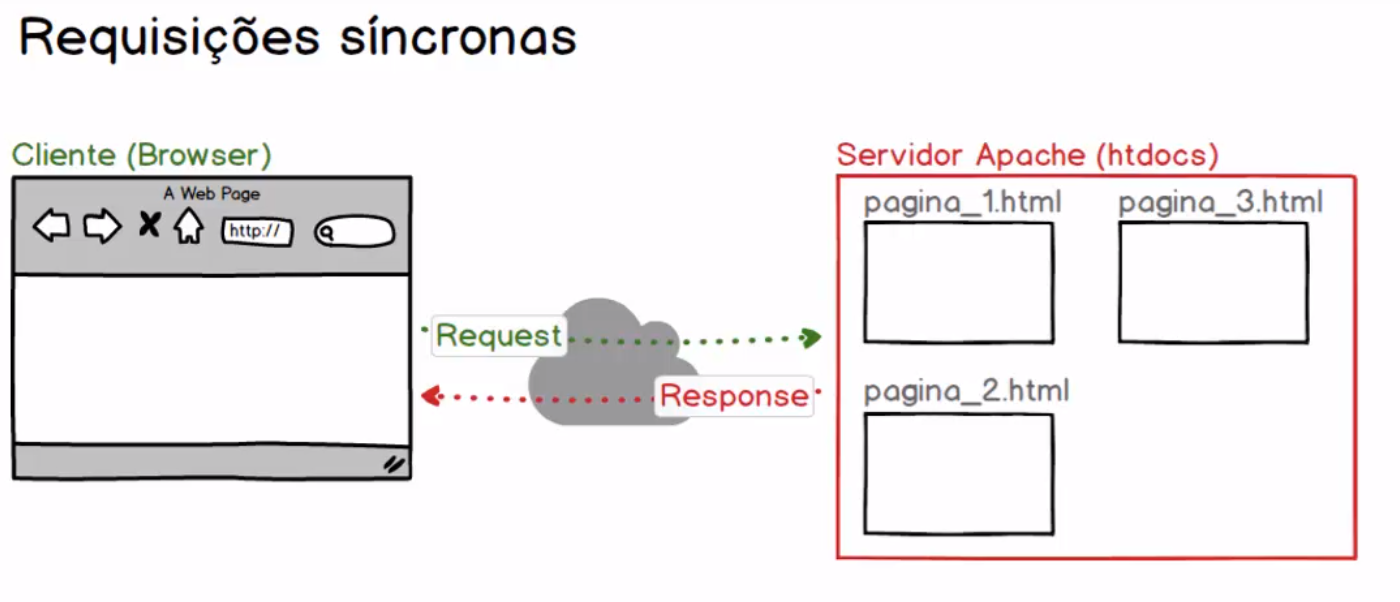 Requisições síncronas
Cliente (Browser)
A Web Page
http://
Request
Response
Servidor Apache (htdocs)
pagina_1.html
pagina_3.html
pagina_2.html